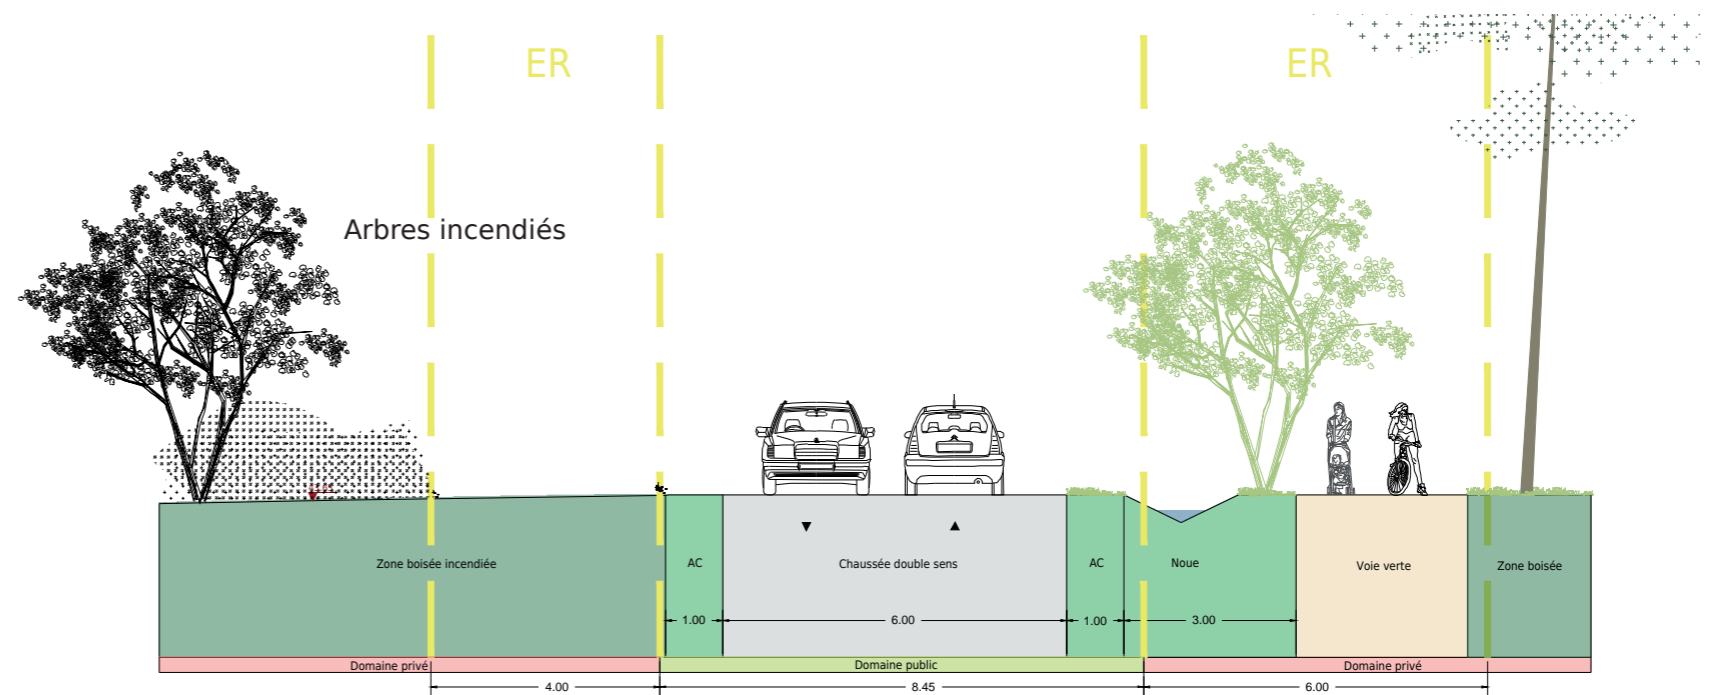 ER
ER
Arbres incendiés
Zone boisée incendiée
AC
Chaussée double sens
AC
Noue
Voie verte
Zone boisée
1.00
6.00
1.00
3.00
Domaine privé
Domaine public
Domaine privé
4.00
8.45
6.00